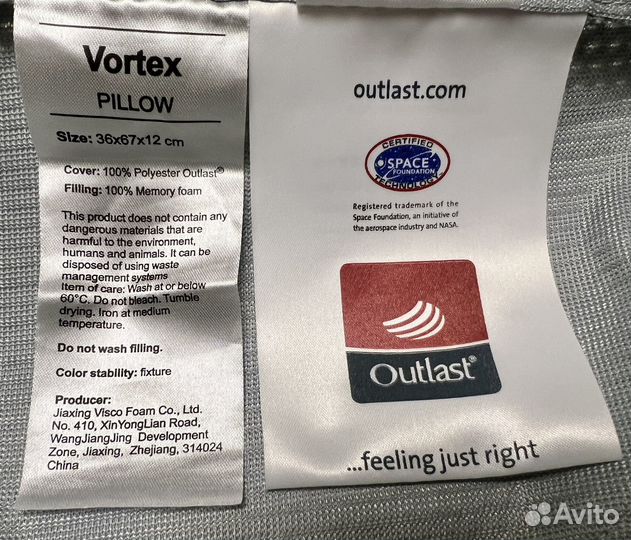 Vortex
PILLOW
Size: 36x67x12 cm
Cover: 100% Polyester Outlast®
Filling: 100% Memory foam
This product does not contain any
dangerous materials that are
harmful to the environment,
humans and animals. It can be
disposed of using waste
management systems
Item of care: Wash at or below
60°C. Do not bleach. Tumble
drying. Iron at medium
temperature.
Do not wash filling.
Color stability: fixture
Producer:
Jiaxing Visco Foam Co., Ltd.
No. 410, XinYongLian Road,
WangJiangJing Development
Zone, Jiaxing, Zhejiang, 314024
China
outlast.com
CERTIFIED
SPACE
FOUNDATION
TECHNOLOGY
Registered trademark of the
Space Foundation, an initiative of
the aerospace industry and NASA.
Outlast®
...feeling just right
Avito